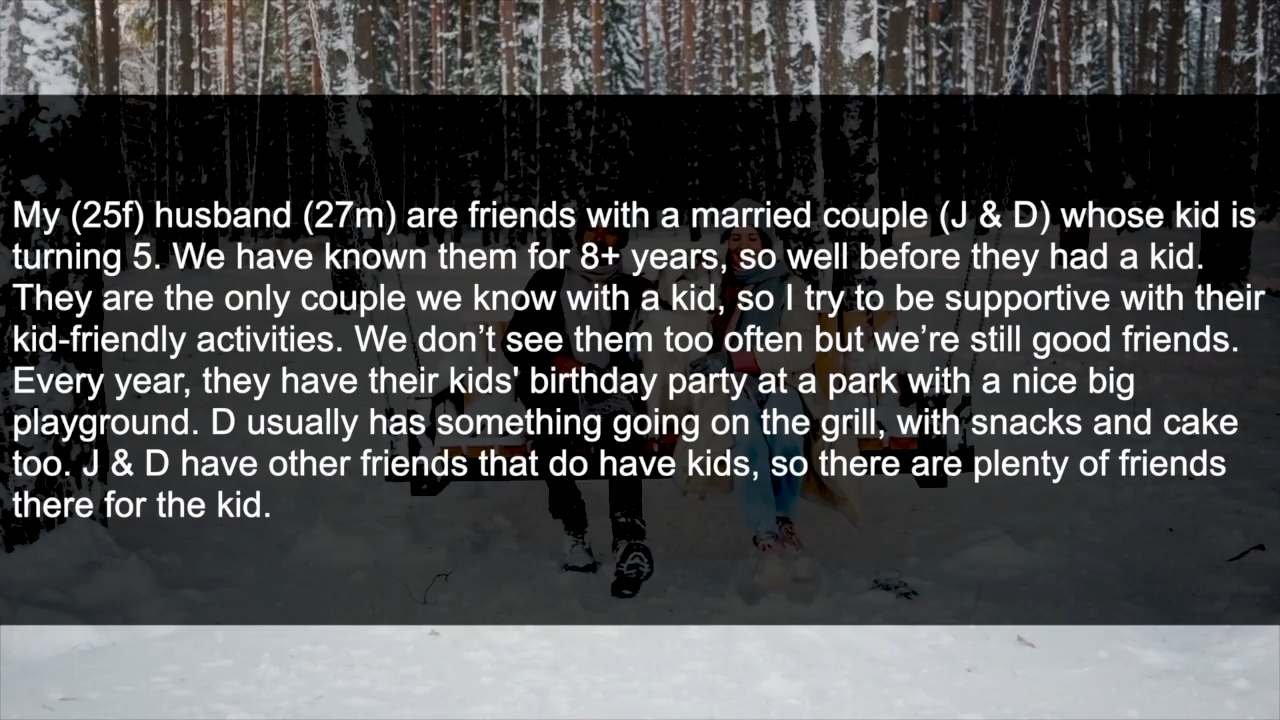 My (25f) husband (27m) are friends with a married couple (J & D) whose kid is
turning 5. We have known them for 8+ years, so well before they had a kid.
They are the only couple we know with a kid, so I try to be supportive with their
kid-friendly activities. We don’t see them too often but we’re still good friends.
Every year, they have their kids' birthday party at a park with a nice big
playground. D usually has something going on the grill, with snacks and cake
too. J & D have other friends that do have kids, so there are plenty of friends
there for the kid.